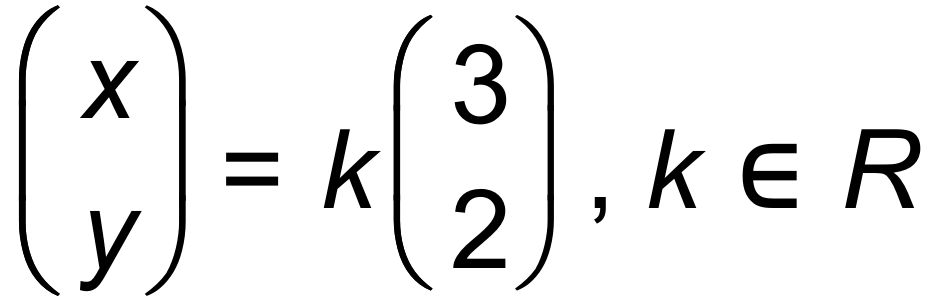 (x y) = k(3 2), k ∈ R